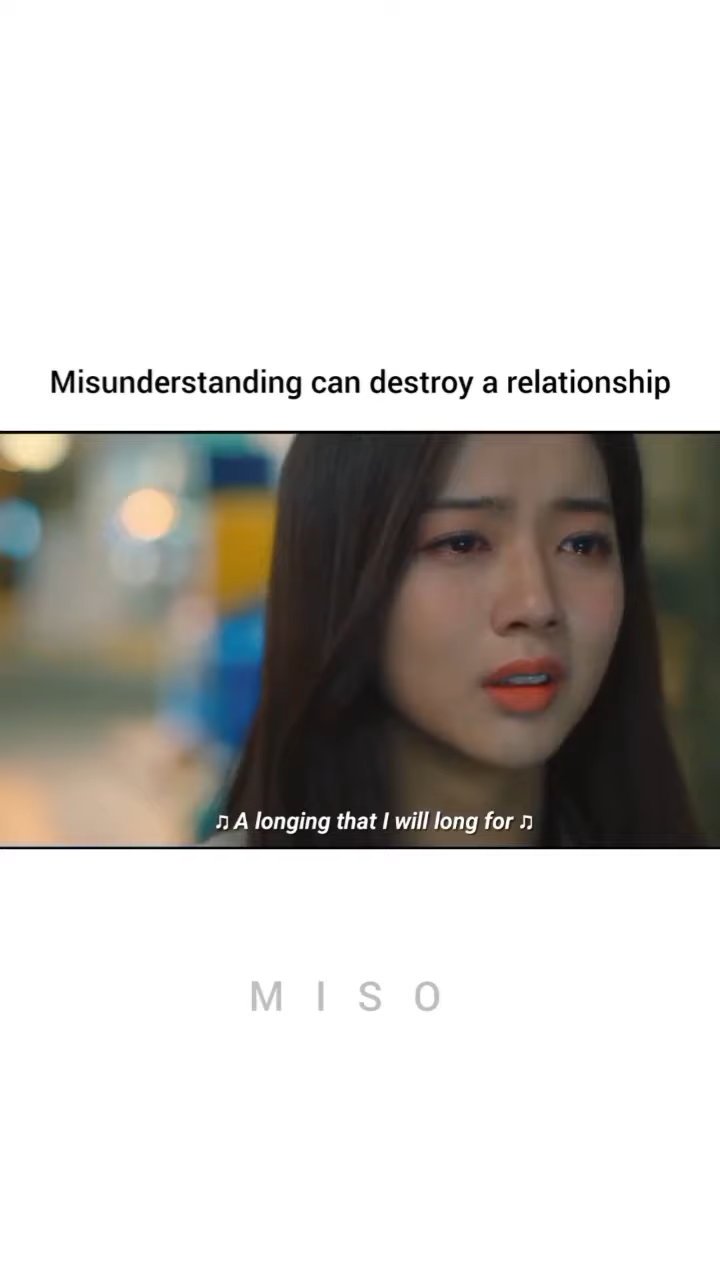 Misunderstanding can destroy a relationship
♫ A longing that I will long for ♫
M I S O